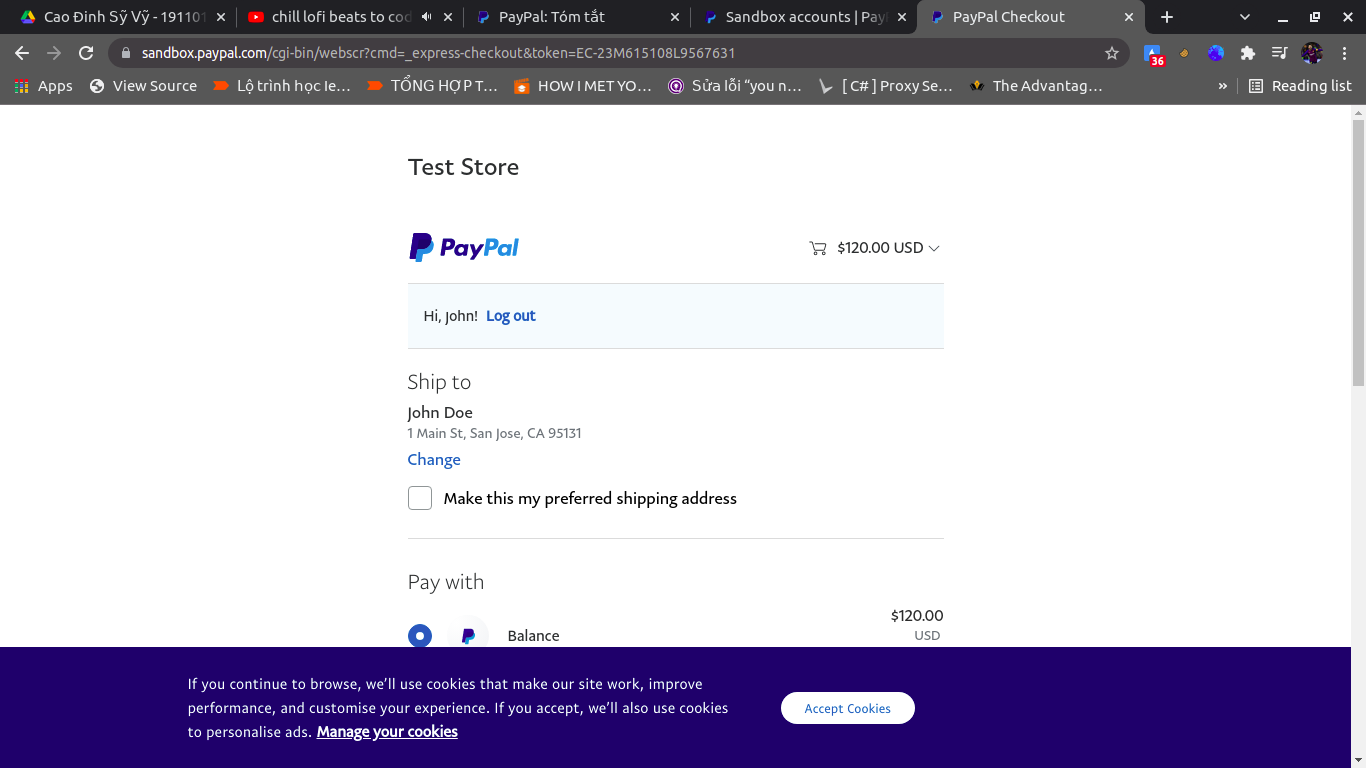 Cao Đinh Sỹ Vỹ - 191101
chill lofi beats to cod
PayPal: Tóm tắt
Sandbox accounts | Pay
PayPal Checkout
sandbox.paypal.com/cgi-bin/webscr?cmd=_express-checkout&token=EC-23M615108L9567631
36
Apps
View Source
Lộ trình học Ie...
TỔNG HỢP T...
HOW I MET YO...
Sửa lỗi “you n...
[ C# ] Proxy Se...
The Advantag...
»
Reading list
Test Store
PayPal
$120.00 USD
Hi, John! Log out
Ship to
John Doe
1 Main St, San Jose, CA 95131
Change
Make this my preferred shipping address
Pay with
$120.00
Balance
USD
If you continue to browse, we’ll use cookies that make our site work, improve
performance, and customise your experience. If you accept, we’ll also use cookies
to personalise ads. Manage your cookies
Accept Cookies